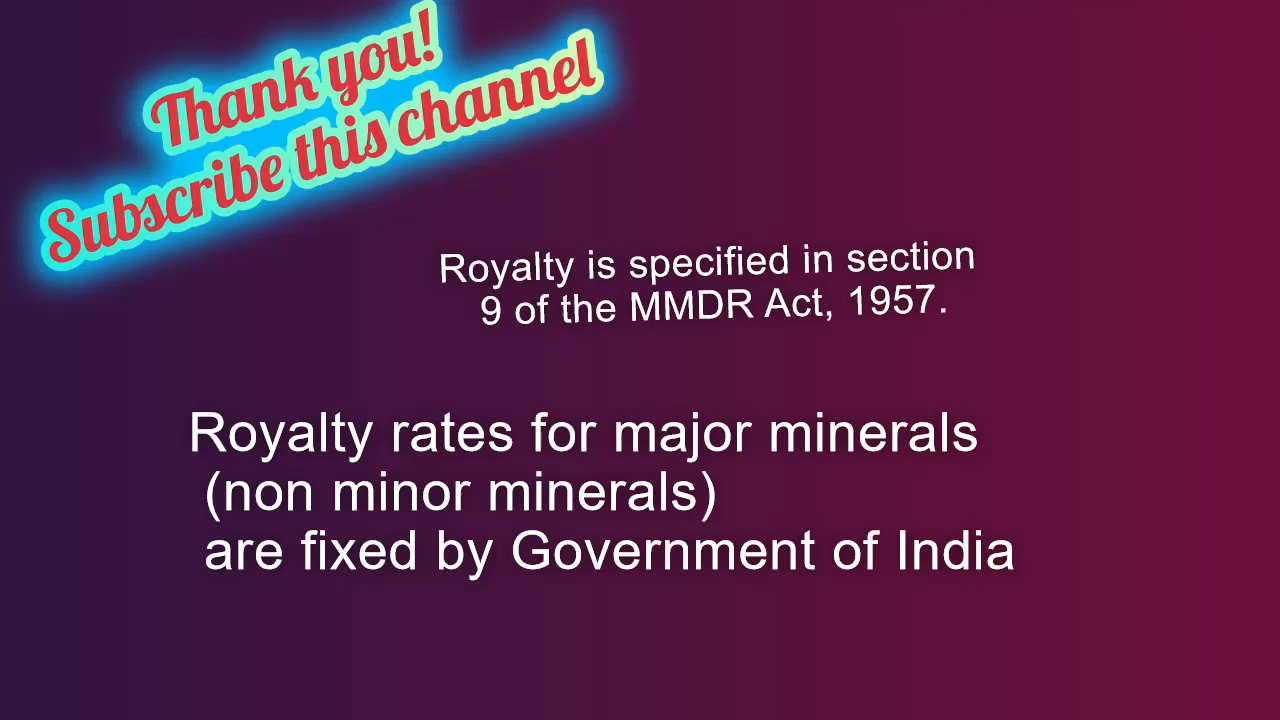 Thank you!
Subscribe this channel
Royalty is specified in section
9 of the MMDR Act, 1957.
Royalty rates for major minerals
(non minor minerals)
are fixed by Government of India